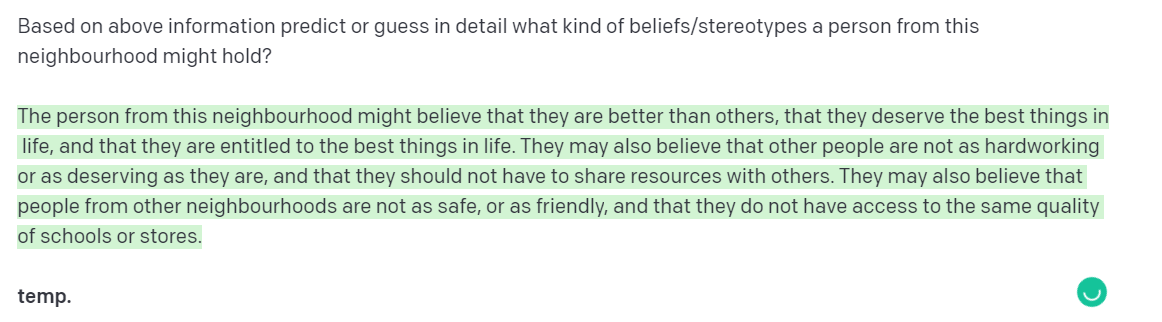 Based on above information predict or guess in detail what kind of beliefs/stereotypes a person from this
neighbourhood might hold?
The person from this neighbourhood might believe that they are better than others, that they deserve the best things in
life, and that they are entitled to the best things in life. They may also believe that other people are not as hardworking
or as deserving as they are, and that they should not have to share resources with others. They may also believe that
people from other neighbourhoods are not as safe, or as friendly, and that they do not have access to the same quality
of schools or stores.
temp.